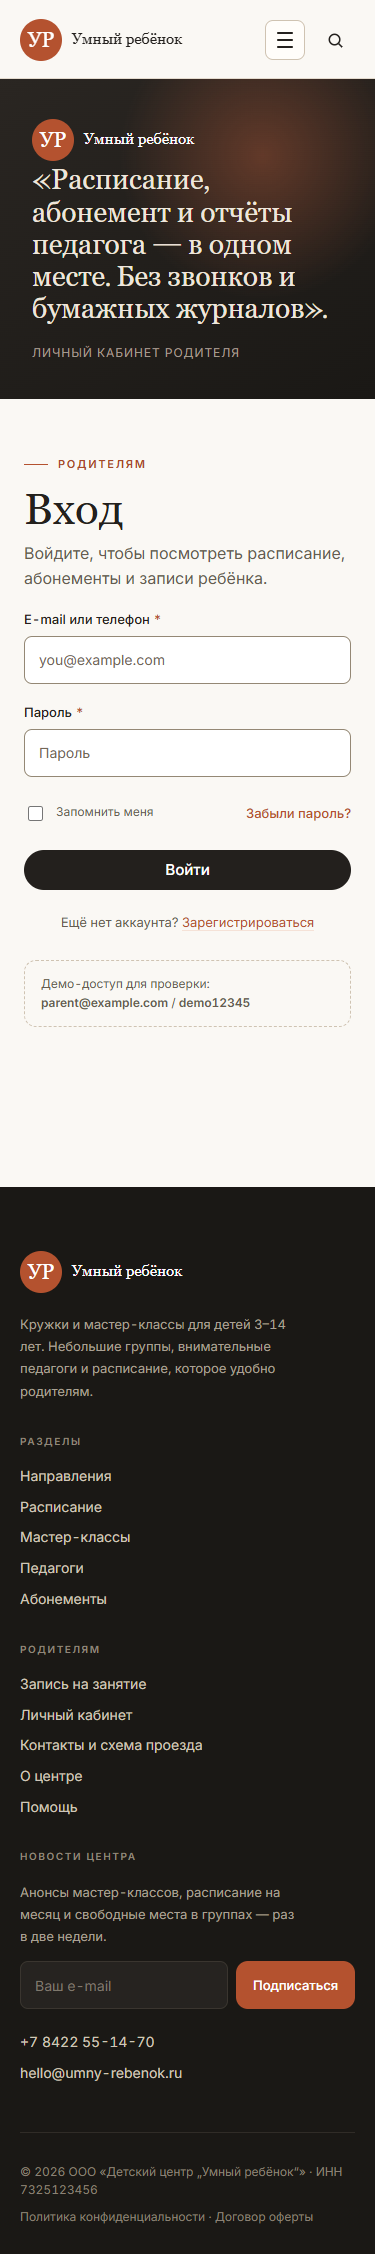 УР Умный ребёнок
УР Умный ребёнок
«Расписание,
абонемент и отчёты
педагога — в одном
месте. Без звонков и
бумажных журналов».
ЛИЧНЫЙ КАБИНЕТ РОДИТЕЛЯ
РОДИТЕЛЯМ
Вход
Войдите, чтобы посмотреть расписание,
абонементы и записи ребёнка.
E-mail или телефон *
you@example.com
Пароль *
Пароль
Запомнить меня Забыли пароль?
Войти
Ещё нет аккаунта? Зарегистрироваться
Демо-доступ для проверки:
parent@example.com / demo12345
УР Умный ребёнок
Кружки и мастер-классы для детей 3–14
лет. Небольшие группы, внимательные
педагоги и расписание, которое удобно
родителям.
РАЗДЕЛЫ
Направления
Расписание
Мастер-классы
Педагоги
Абонементы
РОДИТЕЛЯМ
Запись на занятие
Личный кабинет
Контакты и схема проезда
О центре
Помощь
НОВОСТИ ЦЕНТРА
Анонсы мастер-классов, расписание на
месяц и свободные места в группах — раз
в две недели.
Ваш e-mail Подписаться
+7 8422 55-14-70
hello@umny-rebenok.ru
© 2026 ООО «Детский центр „Умный ребёнок“» · ИНН
7325123456
Политика конфиденциальности · Договор оферты